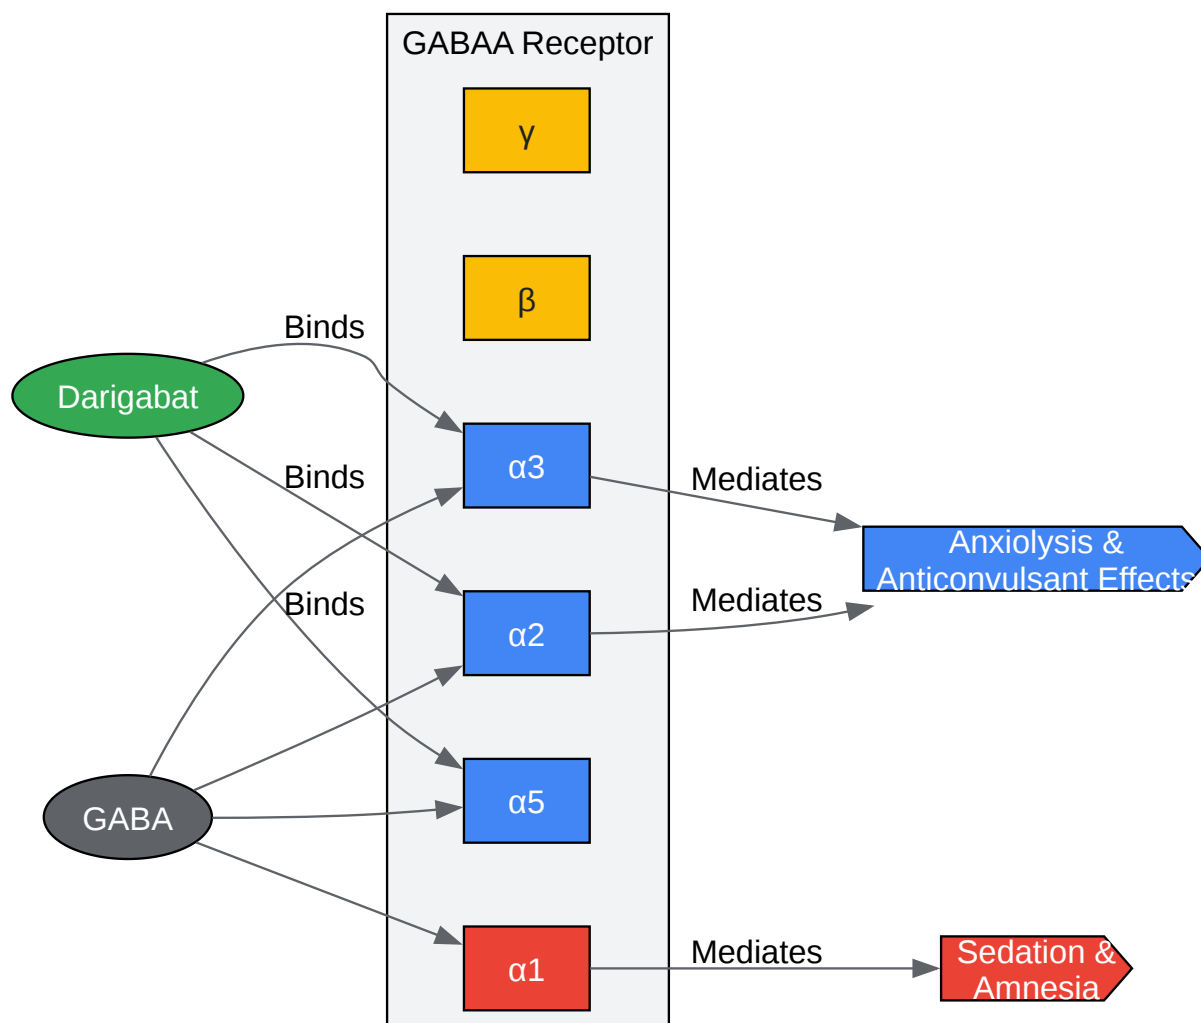 GABAA Receptor
γ
β
Binds
Darigabat
α3
Binds
Mediates
Anxiolysis &
Anticonvulsant Effects
Binds
α2
Mediates
α5
GABA
α1
Mediates
Sedation &
Amnesia